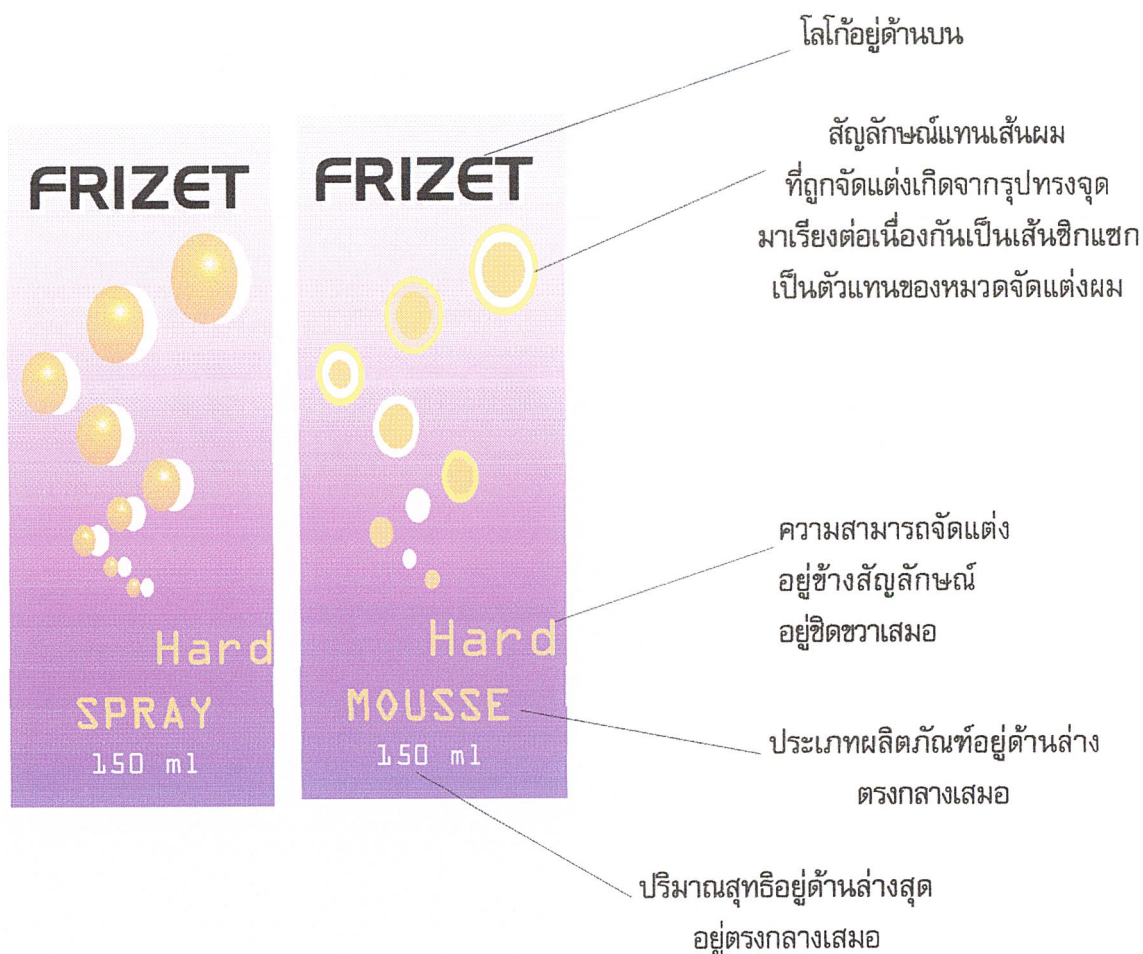 โลโก้อยู่ด้านบน
สัญลักษณ์แทนเส้นผม
ที่ถูกจัดแต่งเกิดจากรูปทรงจุด
มาเรียงต่อเนื่องกันเป็นเส้นซิกแซก
เป็นตัวแทนของหมวดจัดแต่งผม
FRIZET
FRIZET
ความสามารถจัดแต่ง
อยู่ข้างสัญลักษณ์
อยู่ชิดขวาเสมอ
Hard
Hard
SPRAY
MOUSSE
150 ml
150 ml
ประเภทผลิตภัณฑ์อยู่ด้านล่าง
ตรงกลางเสมอ
ปริมาณสุทธิอยู่ด้านล่างสุด
อยู่ตรงกลางเสมอ